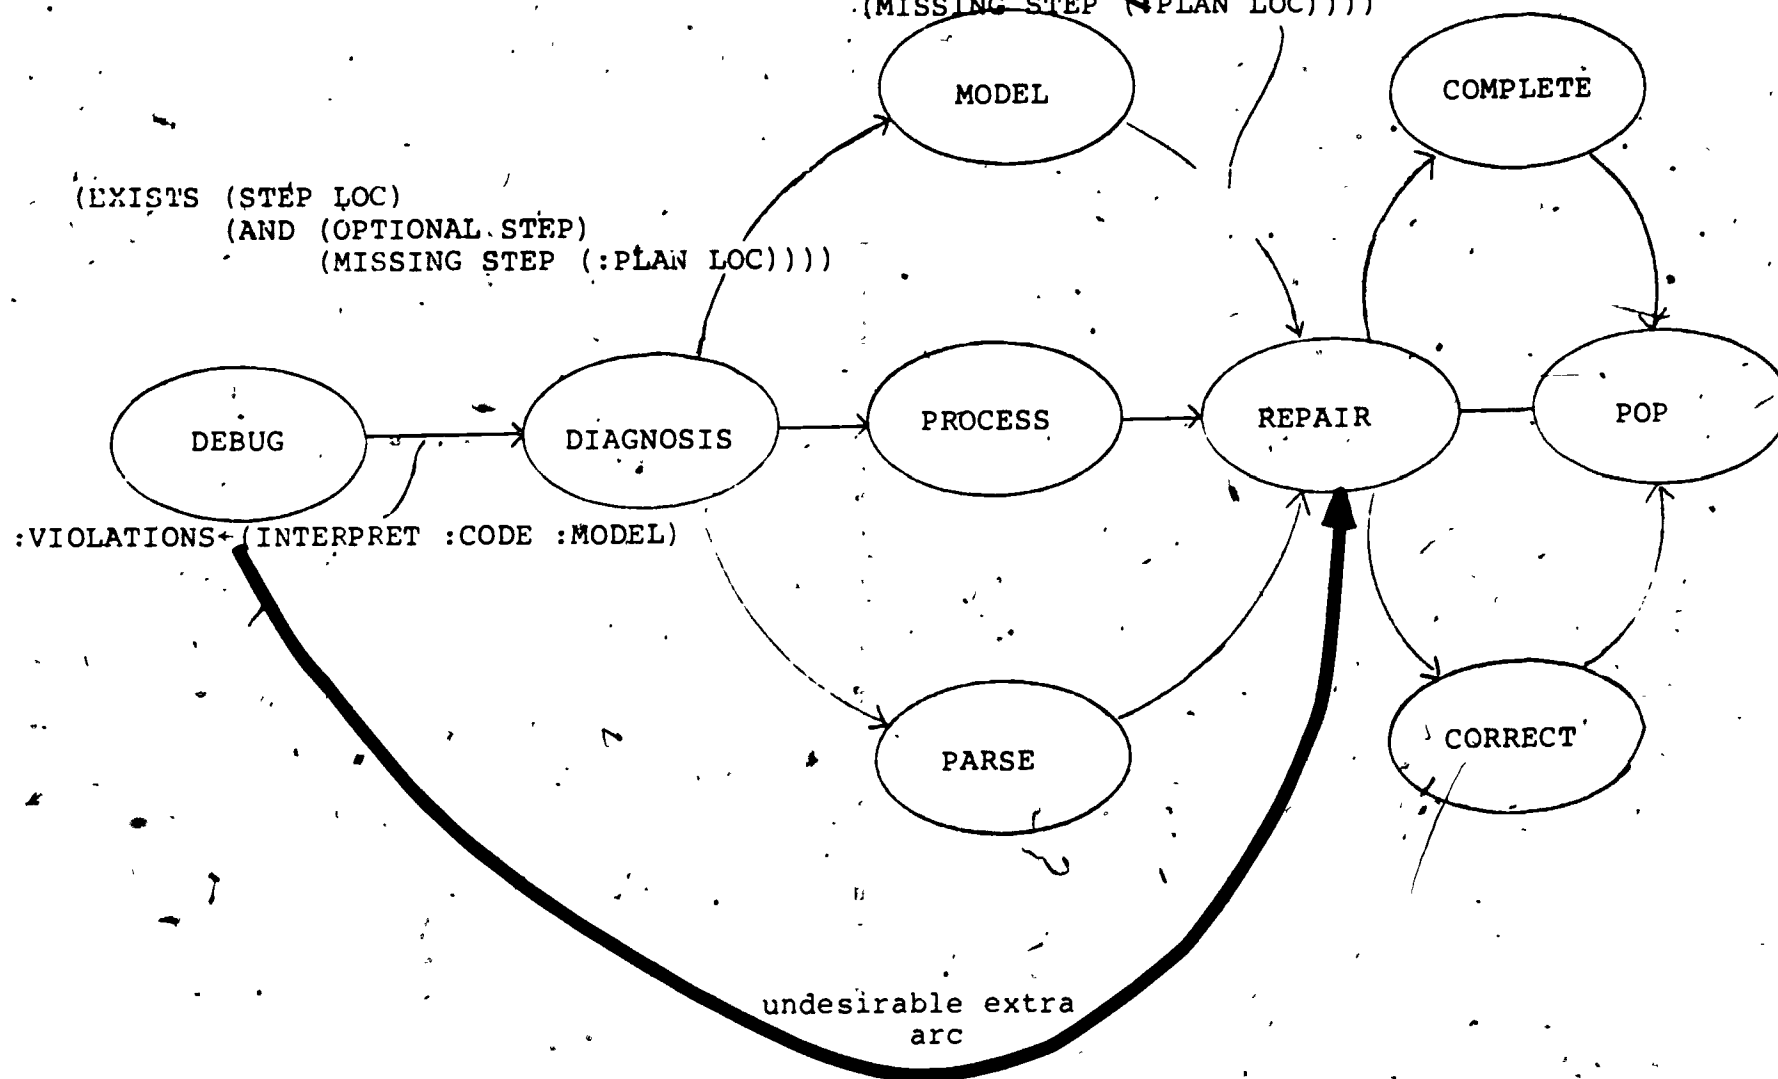 (MISSING STEP (:PLAN LOC))))
MODEL
COMPLETE
(EXISTS (STEP LOC)
(AND (OPTIONAL STEP)
(MISSING STEP (:PLAN LOC))))
DEBUG
DIAGNOSIS
PROCESS
REPAIR
POP
:VIOLATIONS←(INTERPRET :CODE :MODEL)
PARSE
CORRECT
undesirable extra
arc